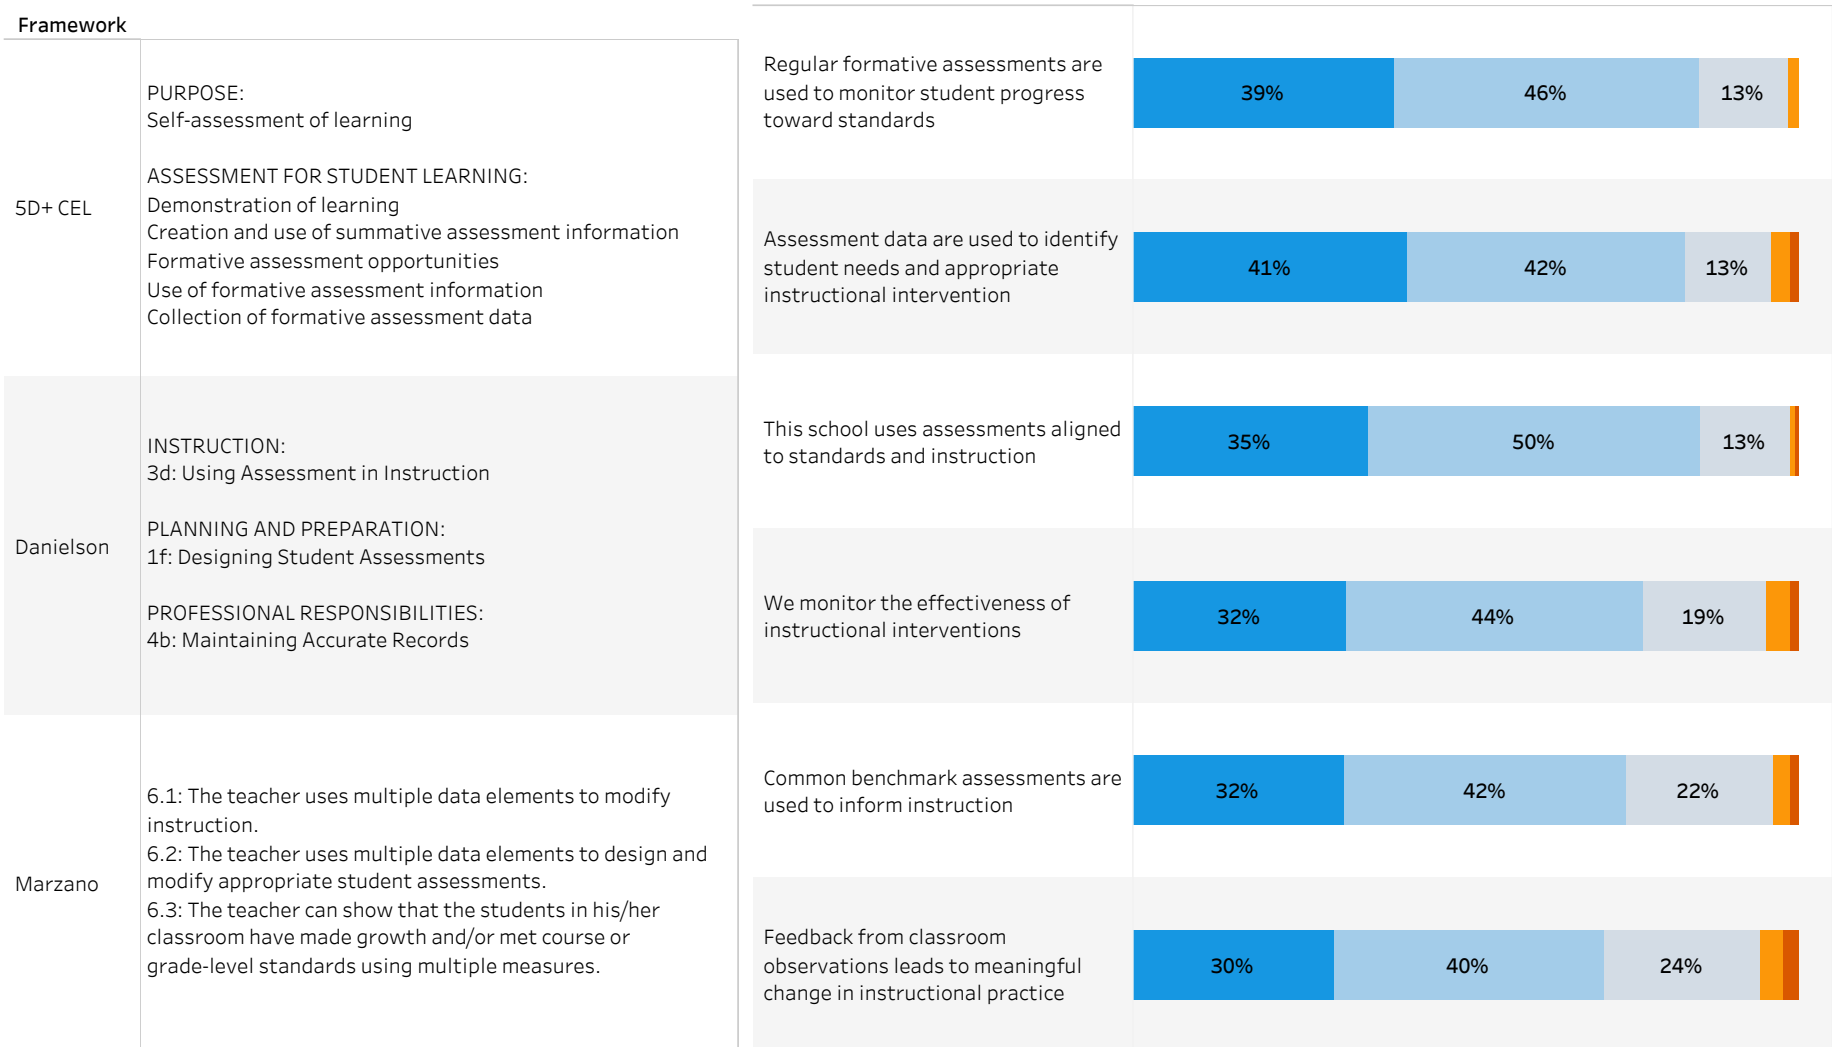 Framework
5D+ CEL
PURPOSE:
Self-assessment of learning
ASSESSMENT FOR STUDENT LEARNING:
Demonstration of learning
Creation and use of summative assessment information
Formative assessment opportunities
Use of formative assessment information
Collection of formative assessment data
Danielson
INSTRUCTION:
3d: Using Assessment in Instruction
PLANNING AND PREPARATION:
1f: Designing Student Assessments
PROFESSIONAL RESPONSIBILITIES:
4b: Maintaining Accurate Records
Marzano
6.1: The teacher uses multiple data elements to modify
instruction.
6.2: The teacher uses multiple data elements to design and
modify appropriate student assessments.
6.3: The teacher can show that the students in his/her
classroom have made growth and/or met course or
grade-level standards using multiple measures.
Regular formative assessments are
used to monitor student progress
toward standards
39% 46% 13%
Assessment data are used to identify
student needs and appropriate
instructional intervention
41% 42% 13%
This school uses assessments aligned
to standards and instruction
35% 50% 13%
We monitor the effectiveness of
instructional interventions
32% 44% 19%
Common benchmark assessments are
used to inform instruction
32% 42% 22%
Feedback from classroom
observations leads to meaningful
change in instructional practice
30% 40% 24%